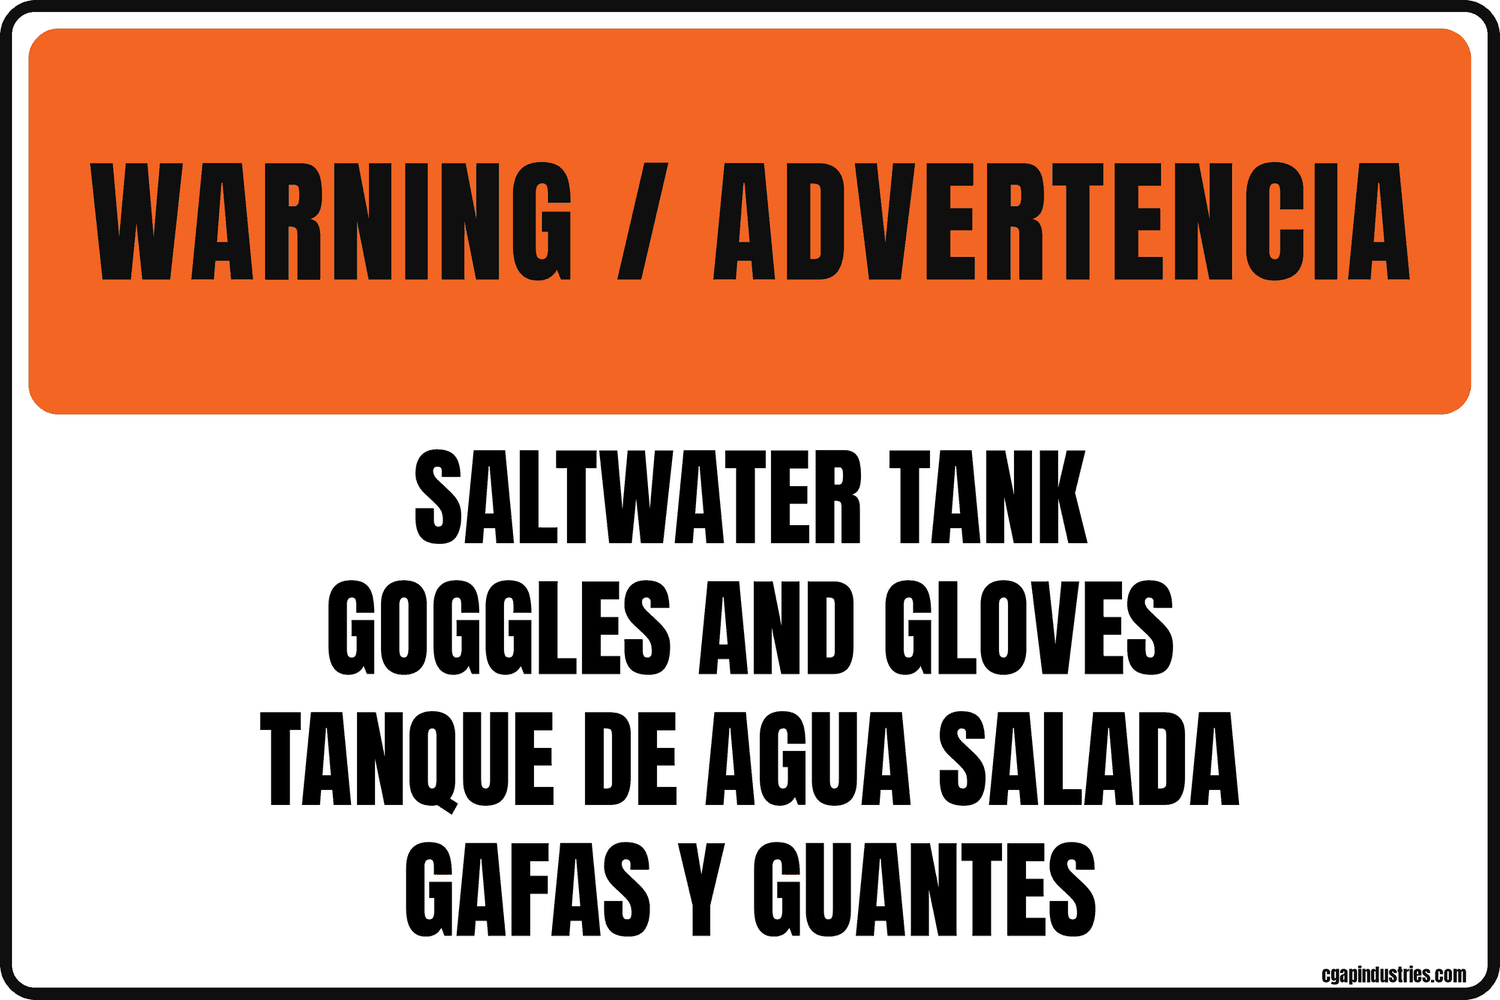 WARNING / ADVERTENCIA
SALTWATER TANK
GOGGLES AND GLOVES
TANQUE DE AGUA SALADA
GAFAS Y GUANTES
cgapindustries.com